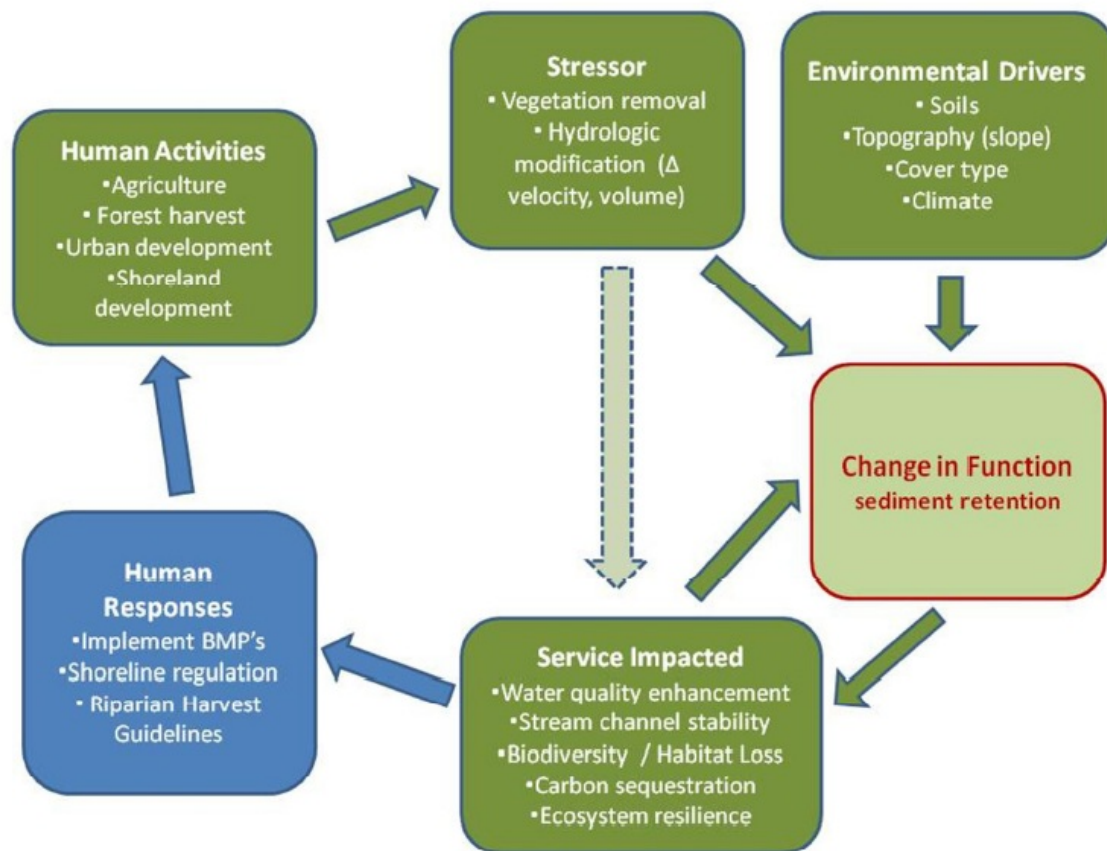 Stressor
▪ Vegetation removal
▪ Hydrologic
modification (Δ
velocity, volume)
Environmental Drivers
▪ Soils
▪Topography (slope)
▪Cover type
▪Climate
Human Activities
▪Agriculture
▪ Forest harvest
▪Urban development
▪Shoreland
development
Change in Function
sediment retention
Human
Responses
▪Implement BMP's
▪Shoreline regulation
▪ Riparian Harvest
Guidelines
Service Impacted
▪Water quality enhancement
▪Stream channel stability
▪Biodiversity / Habitat Loss
▪Carbon sequestration
▪Ecosystem resilience